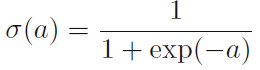 σ(a) = 1 / (1 + exp(−a))